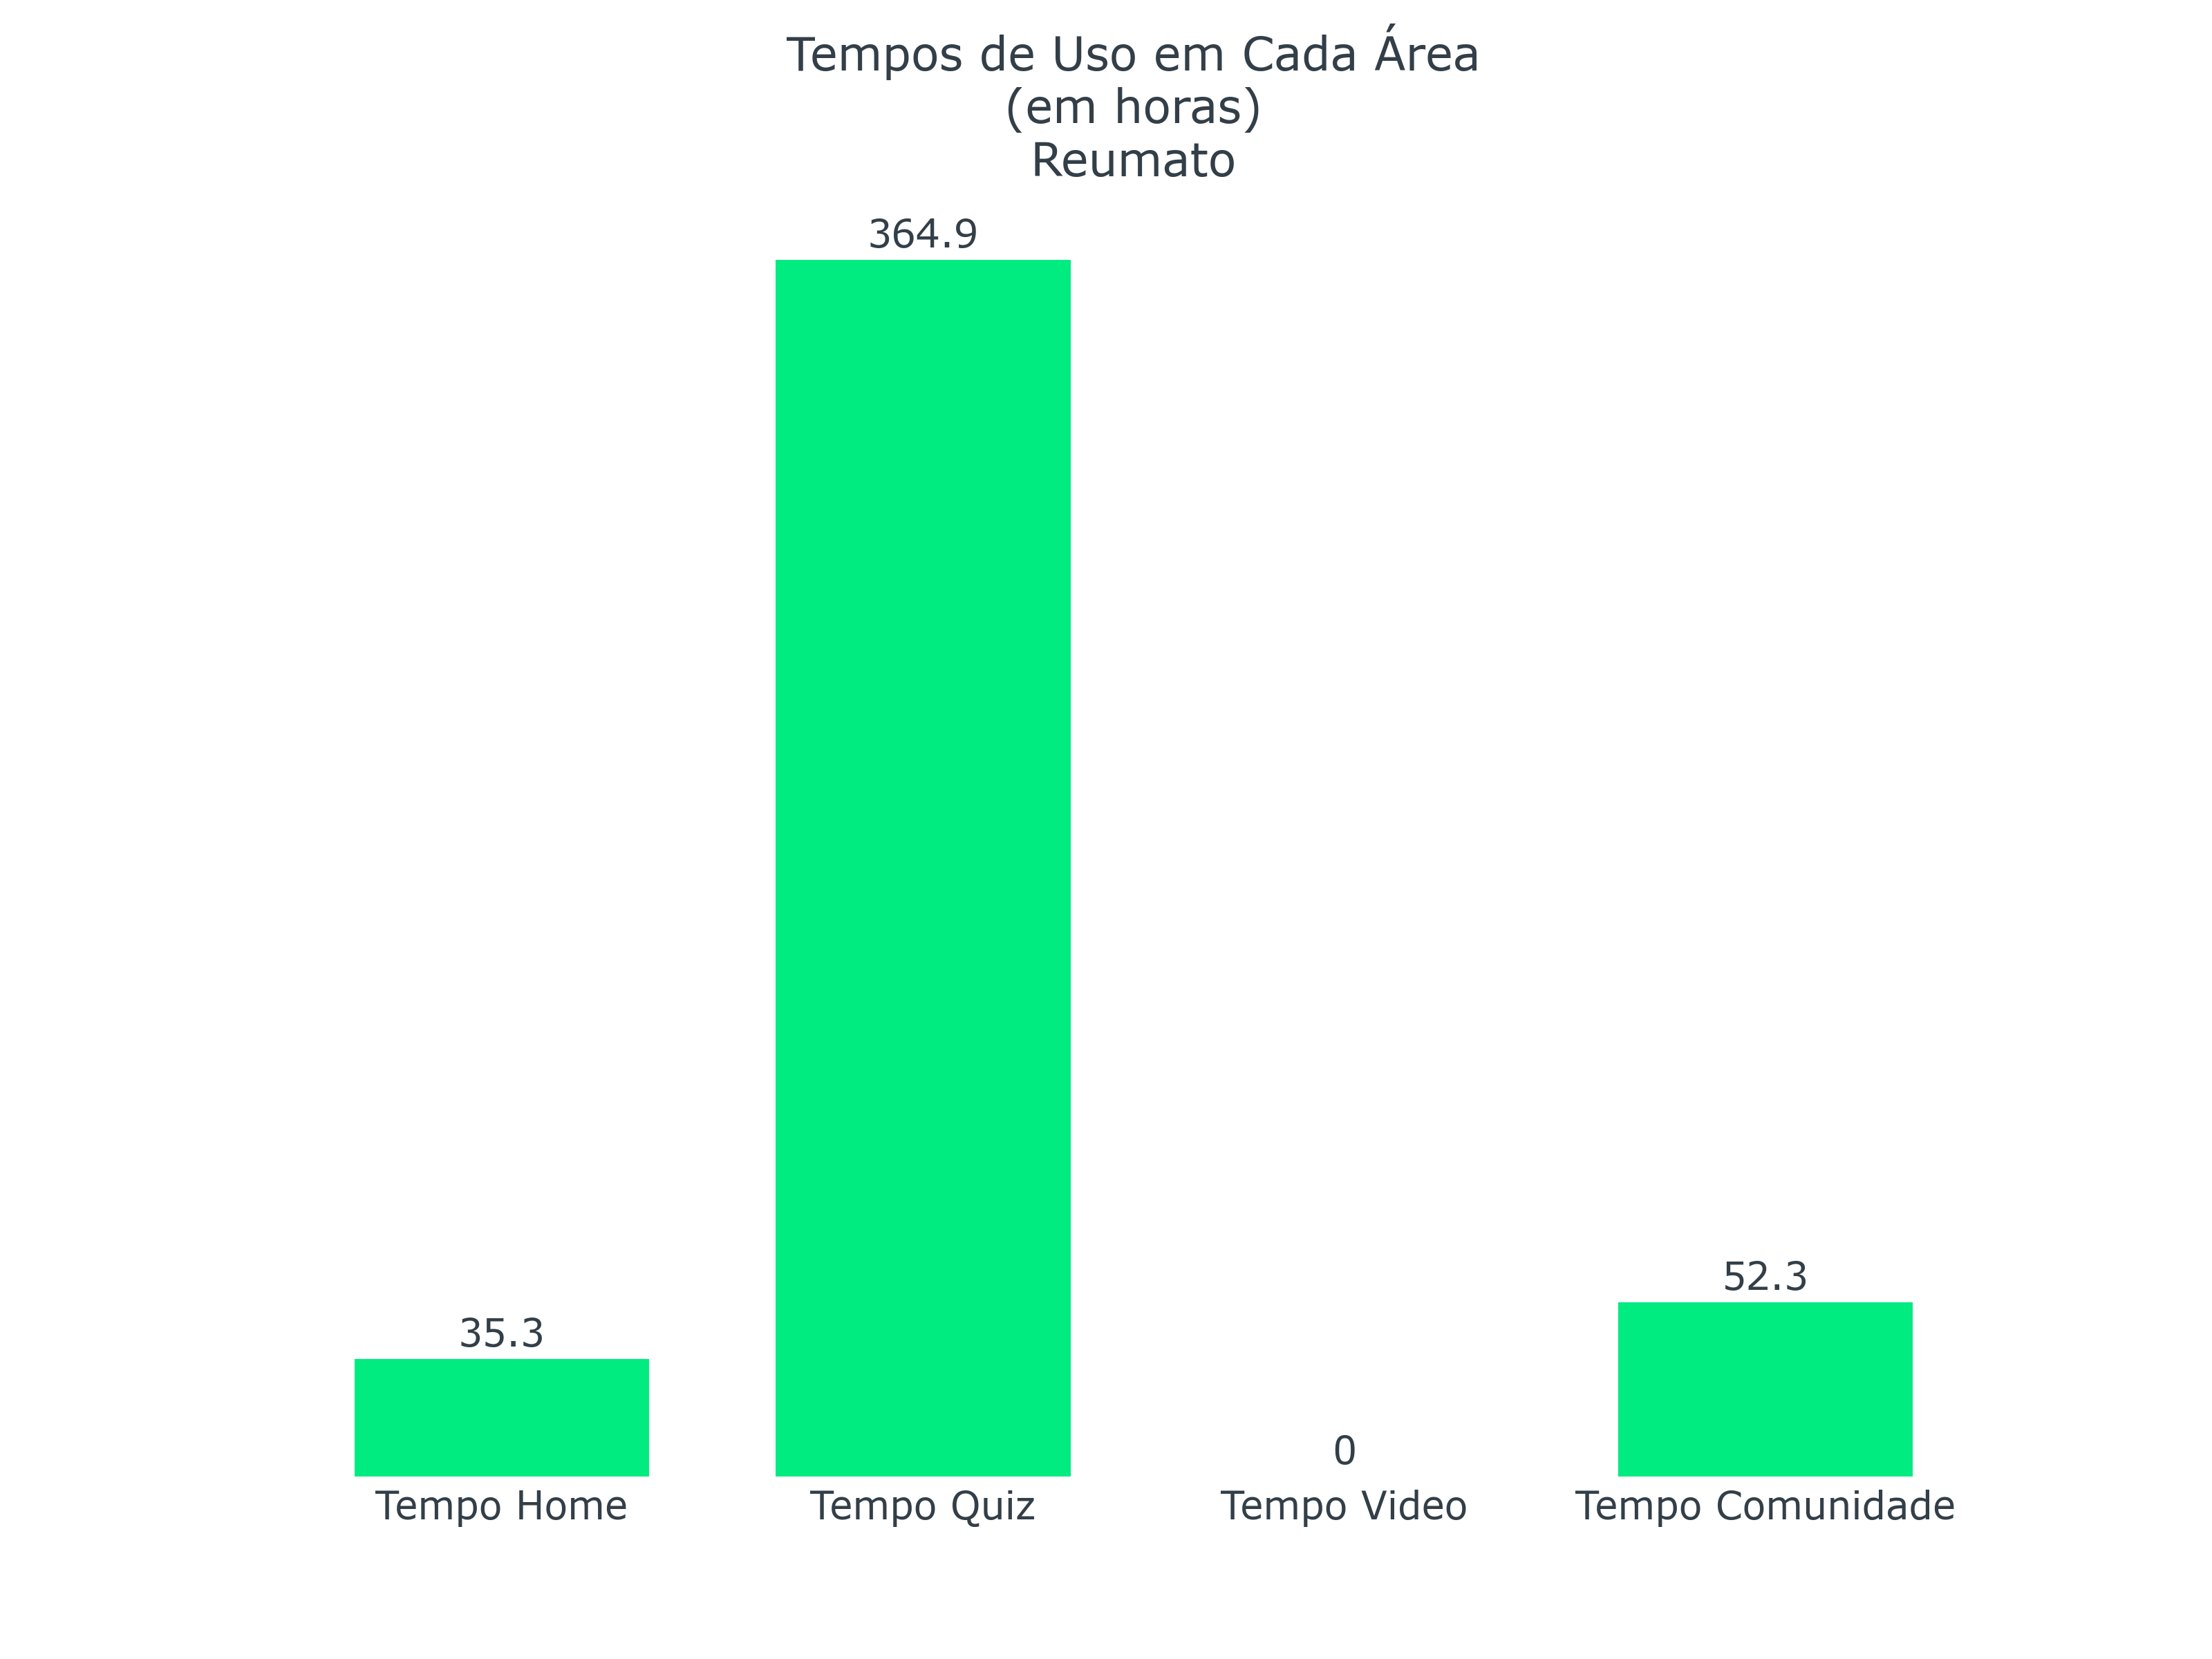 Tempos de Uso em Cada Área
(em horas)
Reumato
364.9
52.3
35.3
0
Tempo Home
Tempo Quiz
Tempo Video
Tempo Comunidade